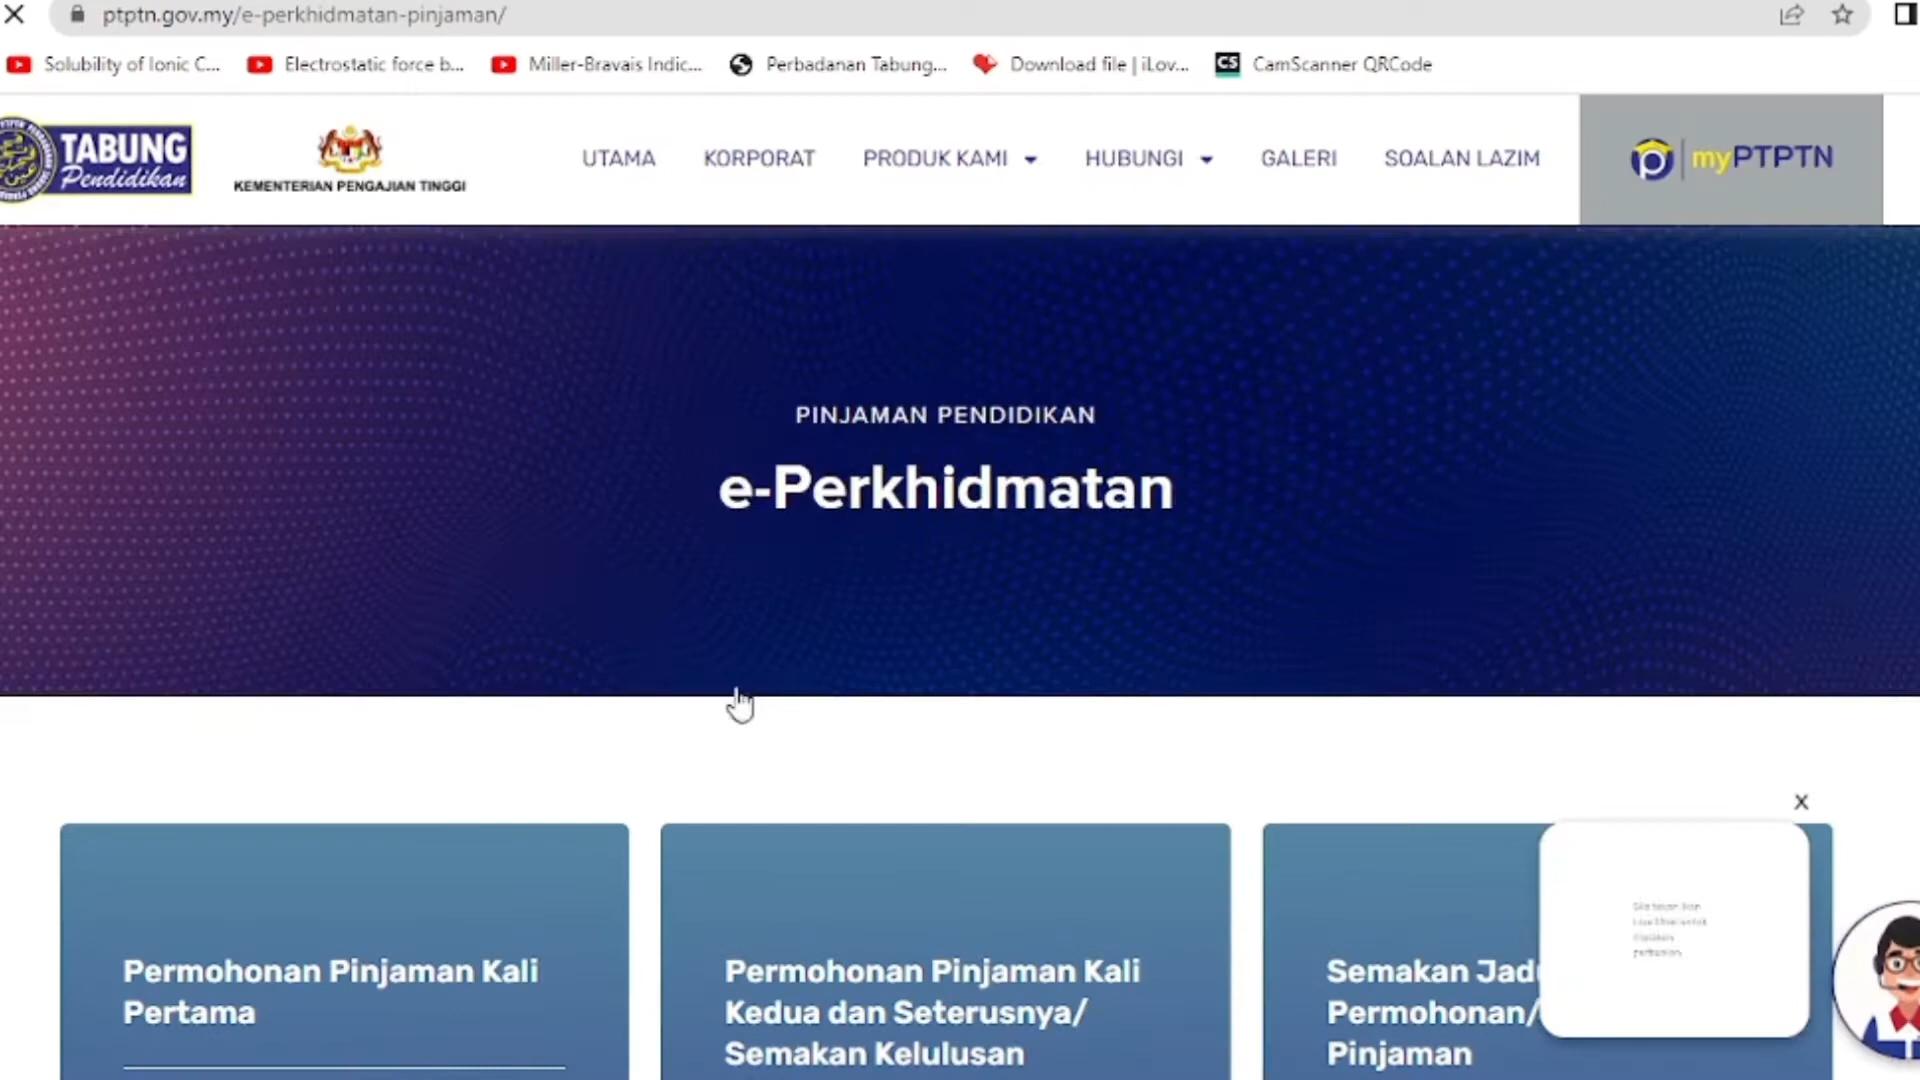 ptptn.gov.my/e-perkhidmatan-pinjaman/
Solubility of Ionic C... Electrostatic force b... Miller-Bravais Indic... Perbadanan Tabung... Download file | iLov... CS CamScanner QRCode
TABUNG
Pendidikan
KEMENTERIAN PENGAJIAN TINGGI
UTAMA KORPORAT PRODUK KAMI HUBUNGI GALERI SOALAN LAZIM
myPTPTN
PINJAMAN PENDIDIKAN
e-Perkhidmatan
X
Permohonan Pinjaman Kali
Pertama
Permohonan Pinjaman Kali
Kedua dan Seterusnya/
Semakan Kelulusan
Semakan Jadu
Permohonan/
Pinjaman